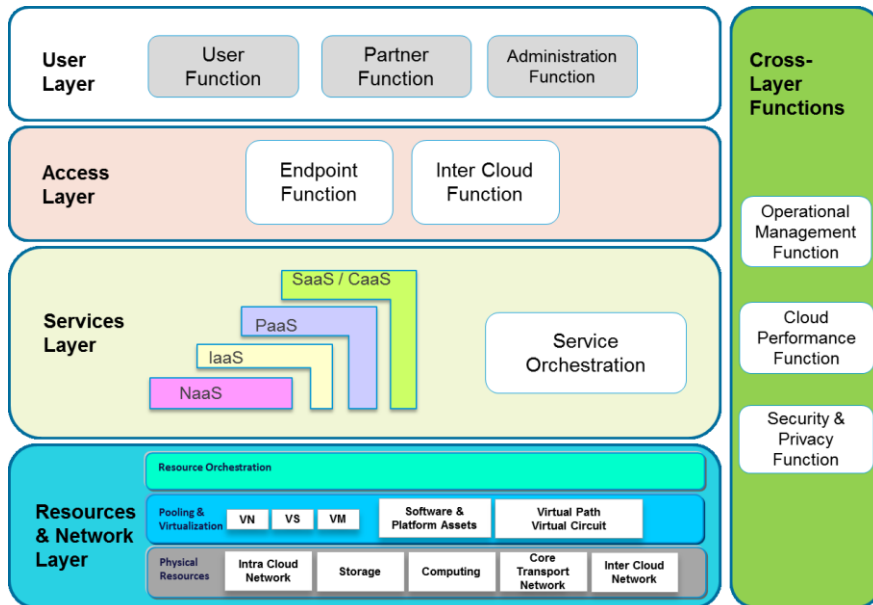 User
Layer
User
Function
Partner
Function
Administration
Function
Access
Layer
Endpoint
Function
Inter Cloud
Function
Services
Layer
SaaS / CaaS
PaaS
IaaS
NaaS
Service
Orchestration
Resources
& Network
Layer
Resource Orchestration
Pooling &
Virtualization
VN
VS
VM
Software &
Platform Assets
Virtual Path
Virtual Circuit
Physical
Resources
Intra Cloud
Network
Storage
Computing
Core
Transport
Network
Inter Cloud
Network
Cross-
Layer
Functions
Operational
Management
Function
Cloud
Performance
Function
Security &
Privacy
Function